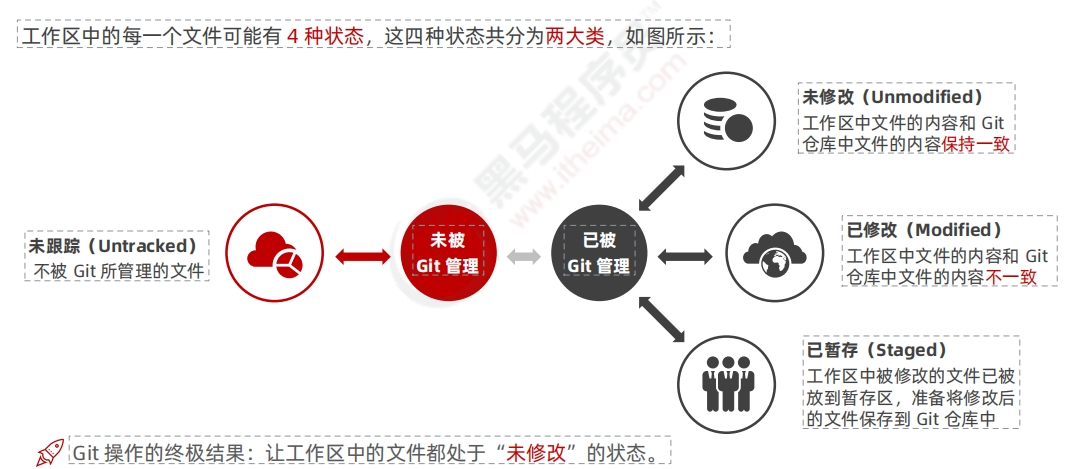 工作区中的每一个文件可能有 4 种状态，这四种状态共分为两大类，如图所示：
未修改（Unmodified）
工作区中文件的内容和 Git
仓库中文件的内容保持一致
未跟踪（Untracked）
不被 Git 所管理的文件
未被
Git 管理
已被
Git 管理
已修改（Modified）
工作区中文件的内容和 Git
仓库中文件的内容不一致
已暂存（Staged）
工作区中被修改的文件已被
放到暂存区，准备将修改后
的文件保存到 Git 仓库中
Git 操作的终极结果：让工作区中的文件都处于“未修改”的状态。
黑马程序员™
www.itheima.com